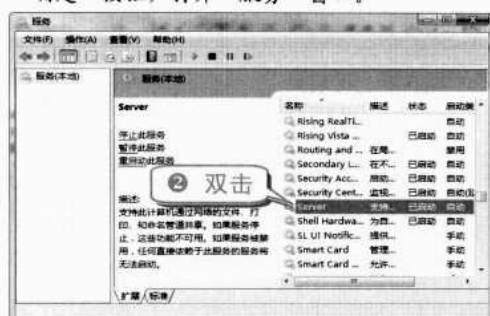 服务
文件(F) 操作(A) 查看(V) 帮助(H)
服务(本地)
服务(本地)
Server
停止此服务
暂停此服务
重启动此服务
描述:
支持此计算机通过网络的文件、打
印、和命名管道共享。如果服务停
止，这些功能不可用。如果服务被禁
用，任何直接依赖于此服务的服务将
无法启动。
名称 描述 状态 启动类
Rising RealTi... 自动
Rising Vista ... 已启动 自动
Routing and ... 在局... 禁用
Secondary L... 在不... 已启动 自动
Security Acc... 启动... 已启动 自动
Security Cent... 监视... 已启动 自动(延
Server 支持... 已启动 自动
Shell Hardwa... 为自... 已启动 自动
SL UI Notific... 提供... 手动
Smart Card 管理... 手动
Smart Card ... 允许... 手动
❷ 双击
扩展 标准